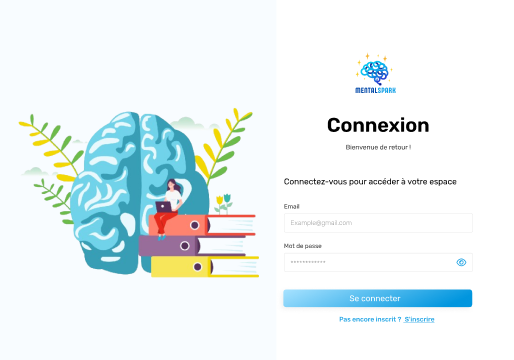 MENTALSPARK
Connexion
Bienvenue de retour !
Connectez-vous pour accéder à votre espace
Email
Example@gmail.com
Mot de passe
************
Se connecter
Pas encore inscrit ? S'inscrire